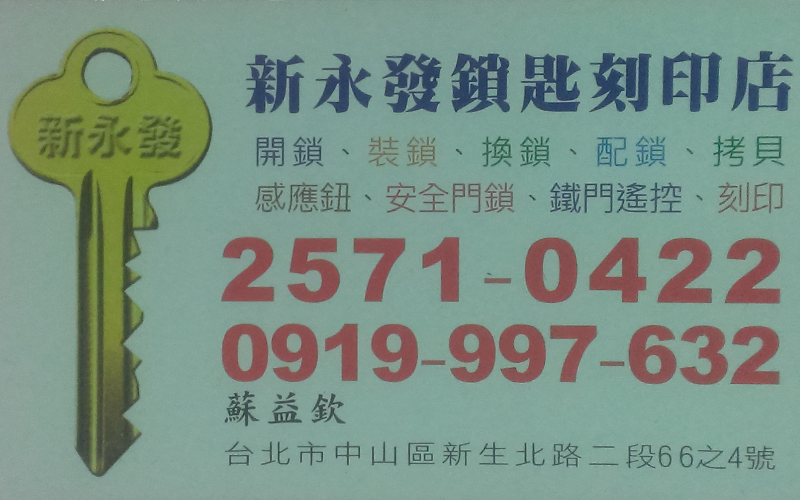 新永發
新永發鎖匙刻印店
開鎖、裝鎖、換鎖、配鎖、拷貝
感應鈕、安全門鎖、鐵門遙控、刻印
2571-0422
0919-997-632
蘇益欽
台北市中山區新生北路二段66之4號